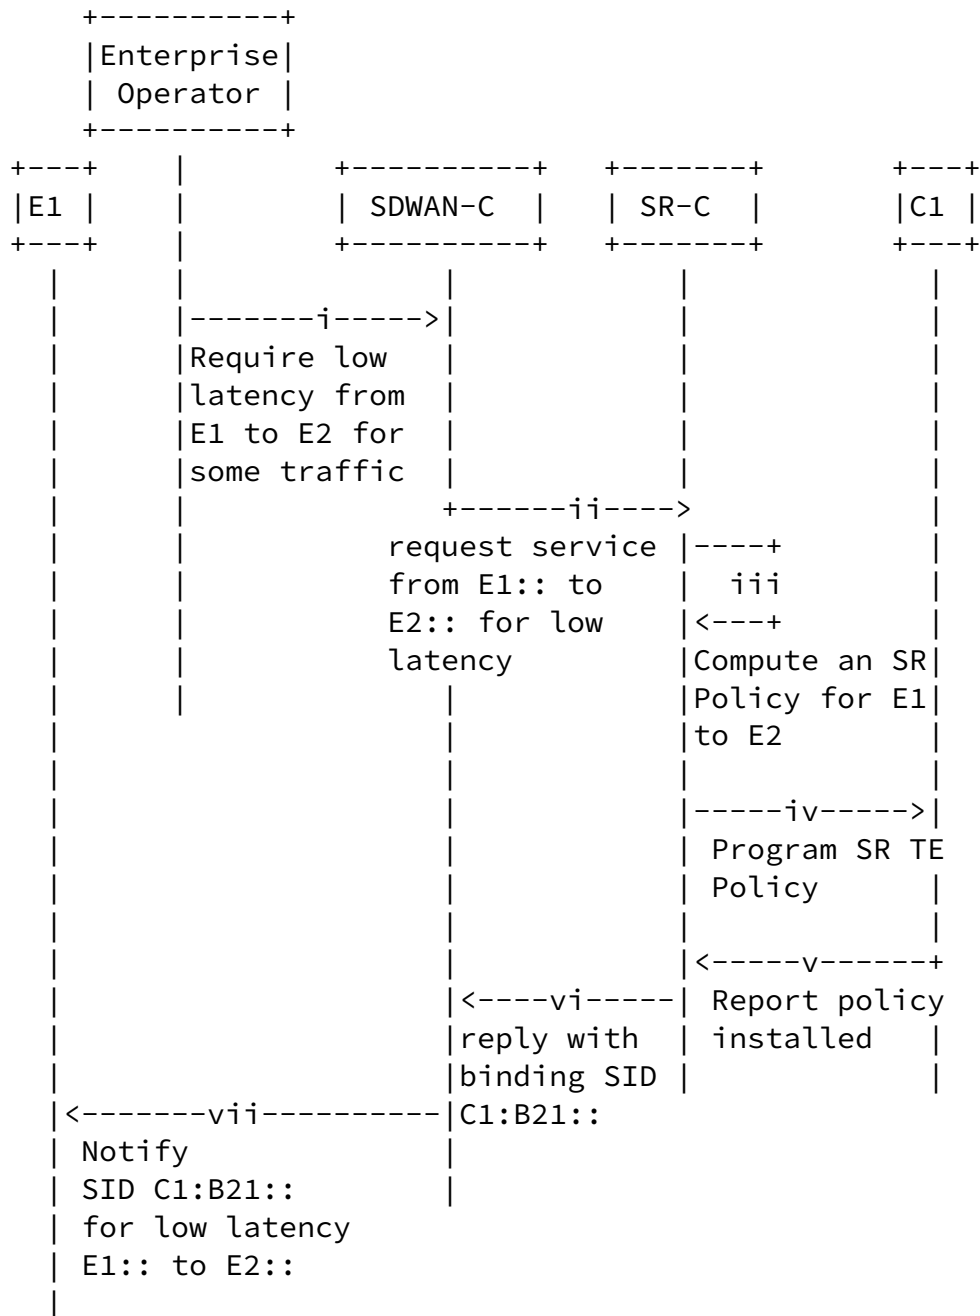 +----------+
|Enterprise|
| Operator |
+----------+
+---+    |        +----------+   +-------+       +---+
|E1 |    |        | SDWAN-C  |   | SR-C  |       |C1 |
+---+    |        +----------+   +-------+       +---+
  |      |              |            |             |
  |      |-------i----->|            |             |
  |      |Require low   |            |             |
  |      |latency from  |            |             |
  |      |E1 to E2 for  |            |             |
  |      |some traffic  |            |             |
  |      |              +------ii---->             |
  |      |           request service |----+        |
  |      |           from E1:: to    |  iii        |
  |      |           E2:: for low    |<---+        |
  |      |           latency         |Compute an SR|
  |      |              |            |Policy for E1|
  |                     |            |to E2        |
  |                     |            |             |
  |                     |            |-----iv----->|
  |                     |            | Program SR TE
  |                     |            | Policy      |
  |                     |            |             |
  |                     |            |<-----v------+
  |                     |<----vi-----| Report policy
  |                     |reply with  | installed   |
  |                     |binding SID |             |
  |<-------vii----------|C1:B21::
  | Notify              |
  | SID C1:B21::        |
  | for low latency
  | E1:: to E2::
  |